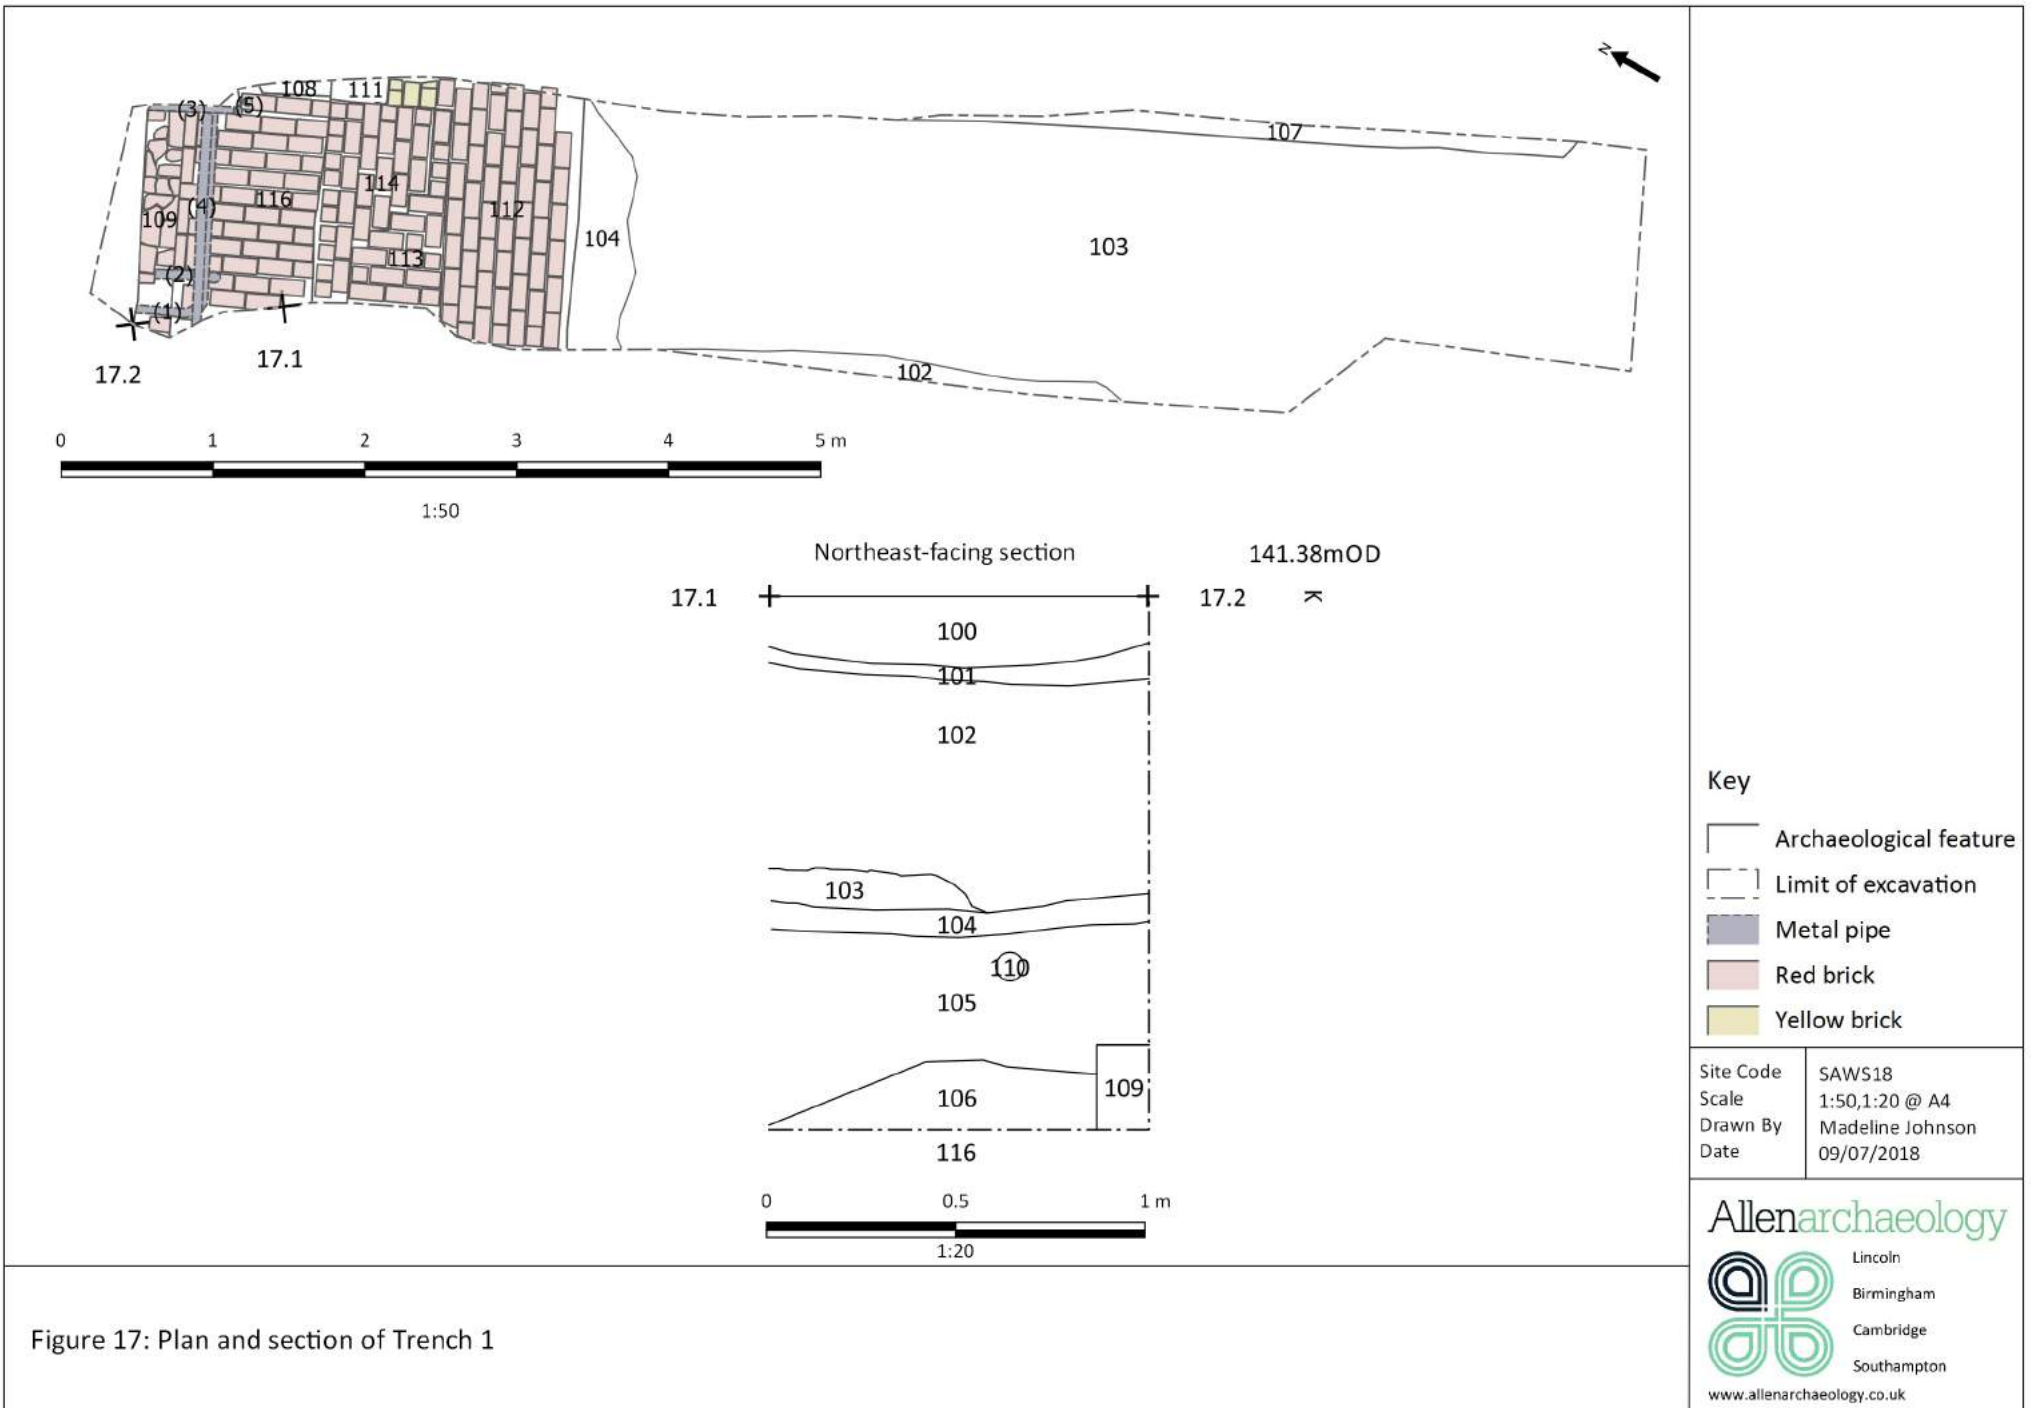 N
108
111
(3)
(5)
107
114
116
(4)
112
109
104
103
113
(2)
(1)
17.1
17.2
102
0 1 2 3 4 5 m
1:50
Northeast-facing section
141.38mOD
17.1
17.2
100
101
102
103
104
110
105
109
106
116
0 0.5 1 m
1:20
Key
Archaeological feature
Limit of excavation
Metal pipe
Red brick
Yellow brick
Site Code SAWS18
Scale 1:50,1:20 @ A4
Drawn By Madeline Johnson
Date 09/07/2018
Allenarchaeology
Lincoln
Birmingham
Cambridge
Southampton
www.allenarchaeology.co.uk
Figure 17: Plan and section of Trench 1